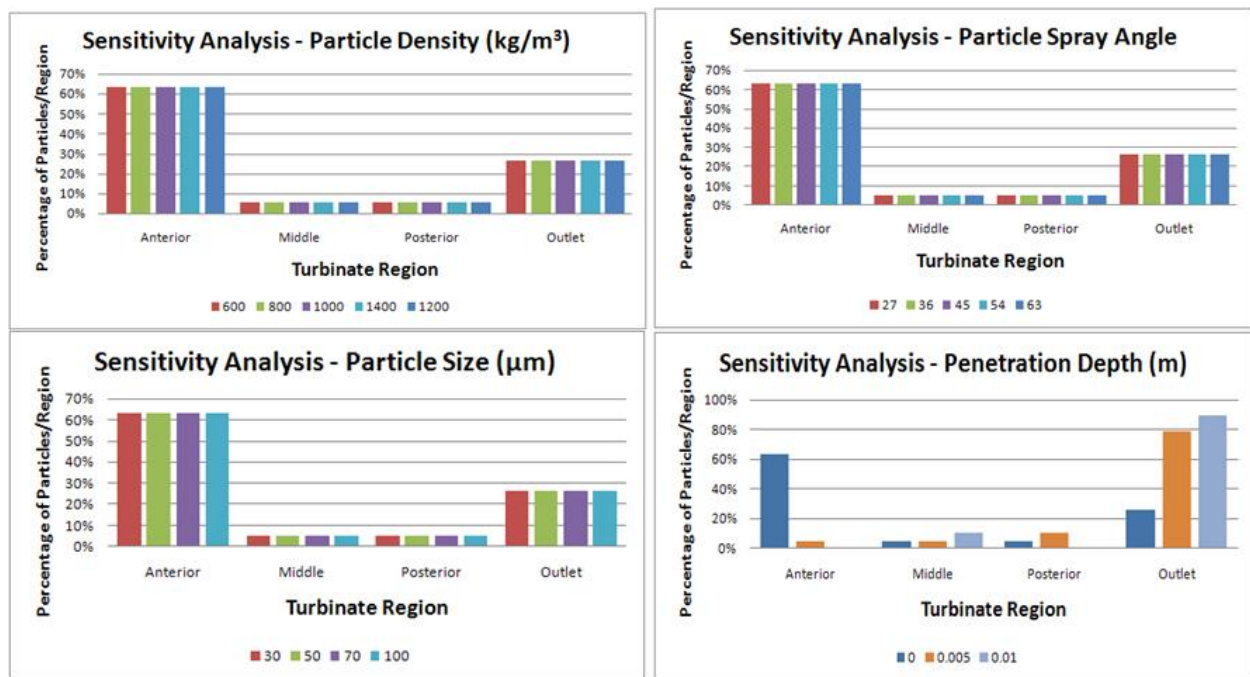 Sensitivity Analysis - Particle Density (kg/m³)
Percentage of Particles/Region
70%
60%
50%
40%
30%
20%
10%
0%
Anterior Middle Posterior Outlet
Turbinate Region
600 800 1000 1400 1200
Sensitivity Analysis - Particle Spray Angle
Percentage of Particles/Region
70%
60%
50%
40%
30%
20%
10%
0%
Anterior Middle Posterior Outlet
Turbinate Region
27 36 45 54 63
Sensitivity Analysis - Particle Size (µm)
Percentage of Particles/Region
70%
60%
50%
40%
30%
20%
10%
0%
Anterior Middle Posterior Outlet
Turbinate Region
30 50 70 100
Sensitivity Analysis - Penetration Depth (m)
Percentage of Particles/Region
100%
80%
60%
40%
20%
0%
Anterior Middle Posterior Outlet
Turbinate Region
0 0.005 0.01